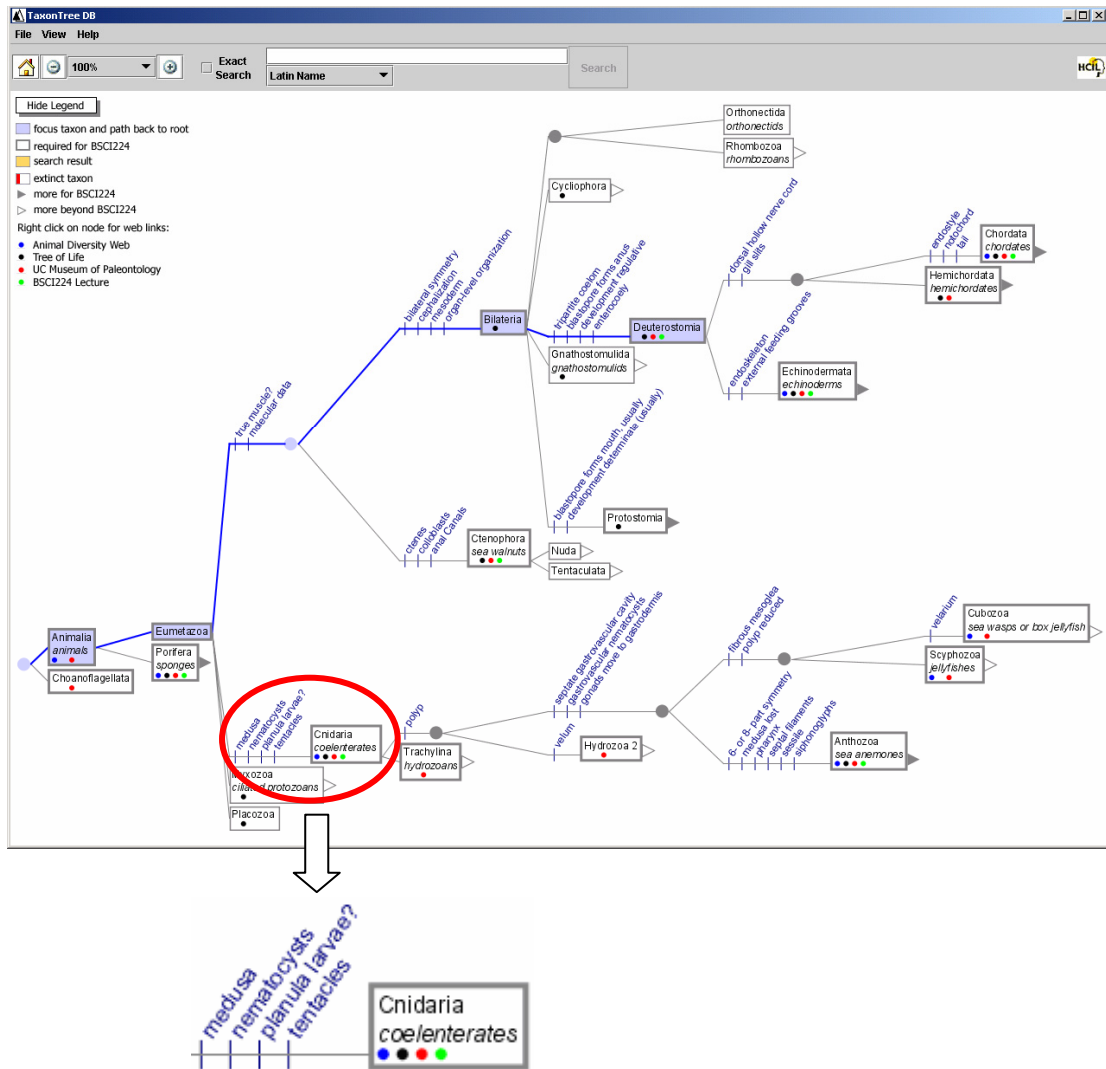 TaxonTree DB
File View Help
100%
Exact
Search
Latin Name
Search
HCIL
Hide Legend
focus taxon and path back to root
required for BSCI224
search result
extinct taxon
more for BSCI224
more beyond BSCI224
Right click on node for web links:
Animal Diversity Web
Tree of Life
UC Museum of Paleontology
BSCI224 Lecture
Orthonectida
orthonectids
Rhombozoa
rhombozoans
Cycliophora
bilateral symmetry
cephalization
mesoderm
organ-level organization
Bilateria
tripartite coelom
blastopore forms anus
development regulative
enterocoely
Deuterostomia
dorsal hollow nerve cord
gill slits
endostyle
notochord
tail
Chordata
chordates
Hemichordata
hemichordates
Gnathostomulida
gnathostomulids
endoskeleton
external feeding grooves
Echinodermata
echinoderms
true muscle?
molecular data
blastopore forms mouth, usually
development determinate (usually)
Protostomia
ctenes
colloblasts
anal Canals
Ctenophora
sea walnuts
Nuda
Tentaculata
Animalia
animals
Choanoflagellata
Eumetazoa
Porifera
sponges
medusa
nematocysts
planula larvae?
tentacles
Cnidaria
coelenterates
Myxozoa
ciliated protozoans
Placozoa
polyp
Trachylina
hydrozoans
septate gastrovascular cavity
gastrovascular nematocysts
gonads move to gastrodermis
velum
Hydrozoa 2
fibrous mesoglea
polyp reduced
velarium
Cubozoa
sea wasps or box jellyfish
Scyphozoa
jellyfishes
6- or 8- part symmetry
medusa lost
pharynx
septal filaments
sessile
siphonoglyphs
Anthozoa
sea anemones
medusa
nematocysts
planula larvae?
tentacles
Cnidaria
coelenterates